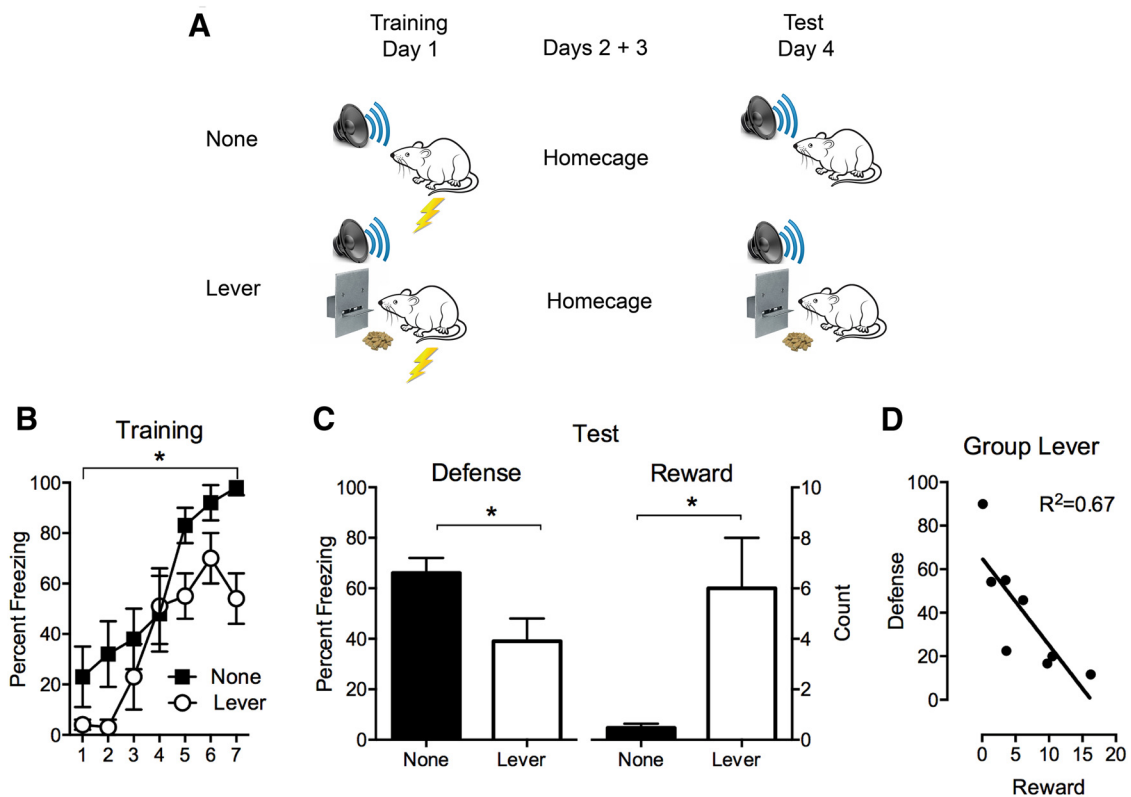 A
Training
Day 1
Days 2 + 3
Test
Day 4
None
Homecage
Lever
Homecage
B
Training
*
100
80
60
40
20
0
Percent Freezing
None
Lever
1 2 3 4 5 6 7
C
Test
Defense
Reward
*
*
100
80
60
40
20
0
Percent Freezing
10
8
6
4
2
0
Count
None Lever
None Lever
D
Group Lever
R²=0.67
100
80
60
40
20
0
Defense
0 5 10 15 20
Reward